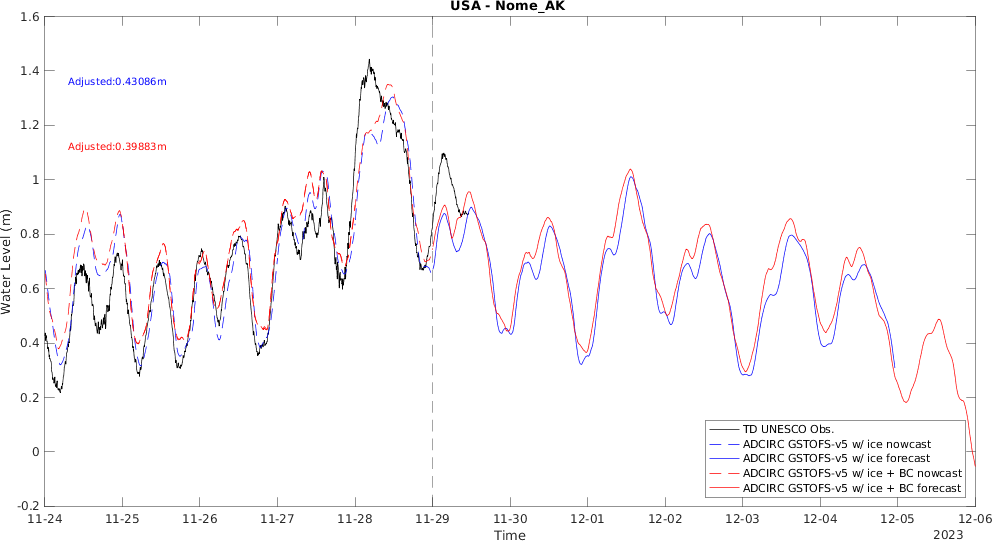 USA - Nome_AK
Water Level (m)
1.6
1.4
1.2
1
0.8
0.6
0.4
0.2
0
-0.2
Adjusted:0.43086m
Adjusted:0.39883m
TD UNESCO Obs.
ADCIRC GSTOFS-v5 w/ ice nowcast
ADCIRC GSTOFS-v5 w/ ice forecast
ADCIRC GSTOFS-v5 w/ ice + BC nowcast
ADCIRC GSTOFS-v5 w/ ice + BC forecast
11-24 11-25 11-26 11-27 11-28 11-29 11-30 12-01 12-02 12-03 12-04 12-05 12-06
Time
2023